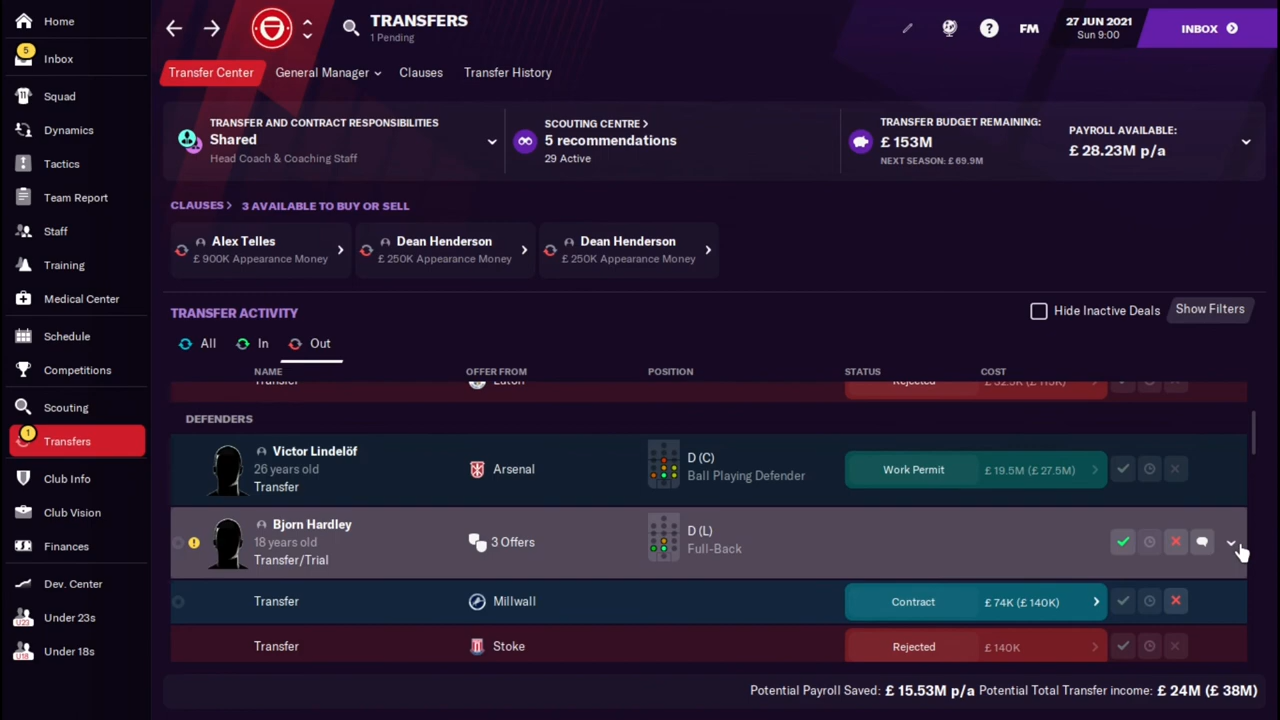 Home
5
Inbox
11
Squad
Dynamics
Tactics
Team Report
Staff
Training
Medical Center
Schedule
Competitions
Scouting
1
Transfers
Club Info
Club Vision
Finances
Dev. Center
U23
Under 23s
U18
Under 18s
TRANSFERS
1 Pending
FM
27 JUN 2021
Sun 9:00
INBOX
Transfer Center
General Manager
Clauses
Transfer History
TRANSFER AND CONTRACT RESPONSIBILITIES
Shared
Head Coach & Coaching Staff
SCOUTING CENTRE >
5 recommendations
29 Active
TRANSFER BUDGET REMAINING:
£ 153M
NEXT SEASON: £ 69.9M
PAYROLL AVAILABLE:
£ 28.23M p/a
CLAUSES > 3 AVAILABLE TO BUY OR SELL
Alex Telles
£ 900K Appearance Money
Dean Henderson
£ 250K Appearance Money
Dean Henderson
£ 250K Appearance Money
TRANSFER ACTIVITY
Hide Inactive Deals
Show Filters
All
In
Out
NAME OFFER FROM POSITION STATUS COST
Transfer Luton Rejected
DEFENDERS
Victor Lindelöf
26 years old
Transfer
Arsenal
D (C)
Ball Playing Defender
Work Permit £ 19.5M (£ 27.5M)
Bjorn Hardley
18 years old
Transfer/Trial
3 Offers
D (L)
Full-Back
Transfer Millwall Contract £ 74K (£ 140K)
Transfer Stoke Rejected £ 140K
Potential Payroll Saved: £ 15.53M p/a Potential Total Transfer income: £ 24M (£ 38M)